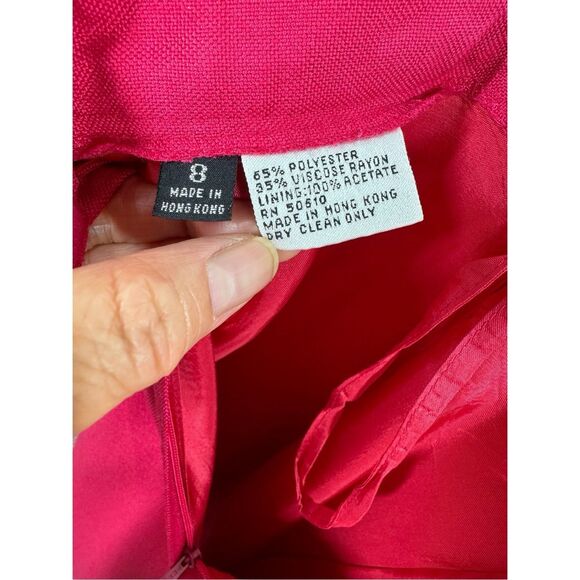 8
MADE IN
HONG KONG
65% POLYESTER
35% VISCOSE RAYON
LINING:100% ACETATE
RN 50610
MADE IN HONG KONG
DRY CLEAN ONLY